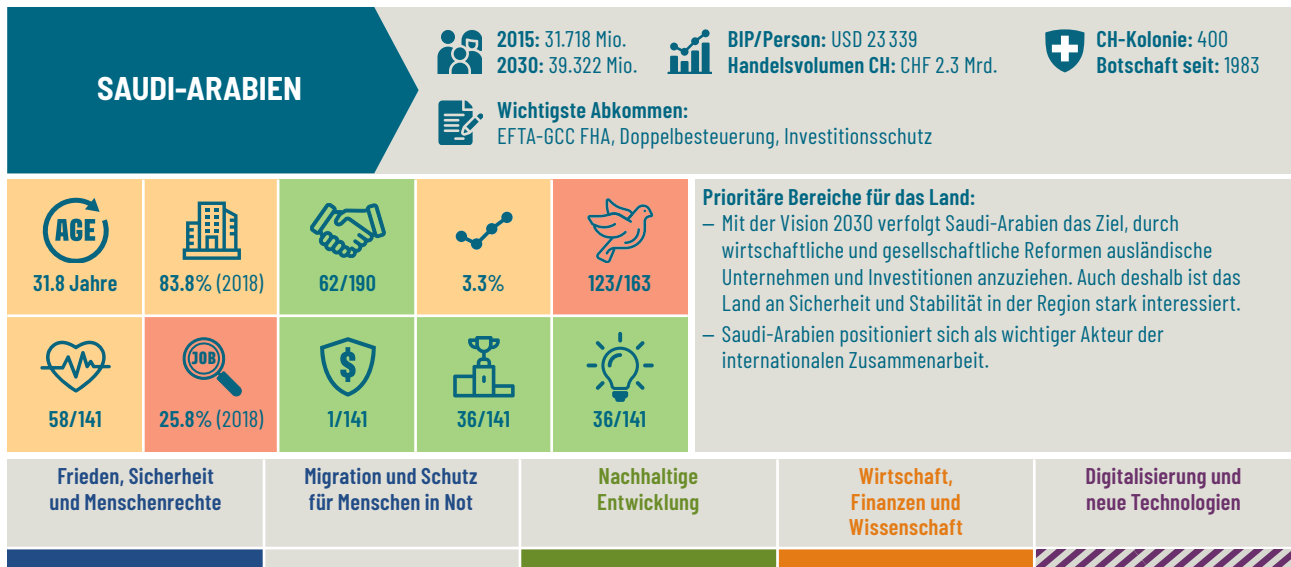 SAUDI-ARABIEN
2015: 31.718 Mio.
2030: 39.322 Mio.
BIP/Person: USD 23 339
Handelsvolumen CH: CHF 2.3 Mrd.
CH-Kolonie: 400
Botschaft seit: 1983
Wichtigste Abkommen:
EFTA-GCC FHA, Doppelbesteuerung, Investitionsschutz
AGE
31.8 Jahre
83.8% (2018)
62/190
3.3%
123/163
58/141
JOB
25.8% (2018)
$
1/141
36/141
36/141
Prioritäre Bereiche für das Land:
– Mit der Vision 2030 verfolgt Saudi-Arabien das Ziel, durch
wirtschaftliche und gesellschaftliche Reformen ausländische
Unternehmen und Investitionen anzuziehen. Auch deshalb ist das
Land an Sicherheit und Stabilität in der Region stark interessiert.
– Saudi-Arabien positioniert sich als wichtiger Akteur der
internationalen Zusammenarbeit.
Frieden, Sicherheit
und Menschenrechte
Migration und Schutz
für Menschen in Not
Nachhaltige
Entwicklung
Wirtschaft,
Finanzen und
Wissenschaft
Digitalisierung und
neue Technologien